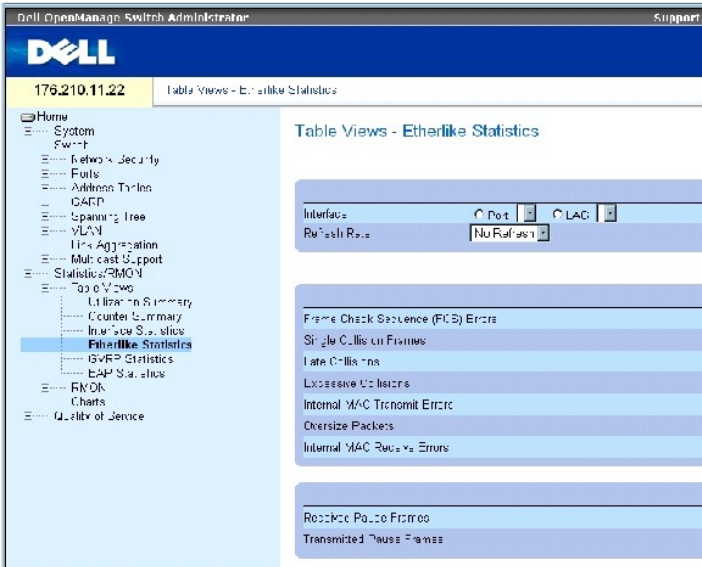 Dell OpenManage Switch Administrator
Support
DELL
176.210.11.22
Table Views - Etherlike Statistics
Home
System
Switch
Network Security
Ports
Address Tables
GARP
Spanning Tree
VLAN
Link Aggregation
Multicast Support
Statistics/RMON
Table Views
Utilization Summary
Counter Summary
Interface Statistics
Etherlike Statistics
GVRP Statistics
EAP Statistics
RMON
Charts
Quality of Service
Table Views - Etherlike Statistics
Interface Port LAG
Refresh Rate No Refresh
Frame Check Sequence (FCS) Errors
Single Collision Frames
Late Collisions
Excessive Collisions
Internal MAC Transmit Errors
Oversize Packets
Internal MAC Receive Errors
Received Pause Frames
Transmitted Pause Frames